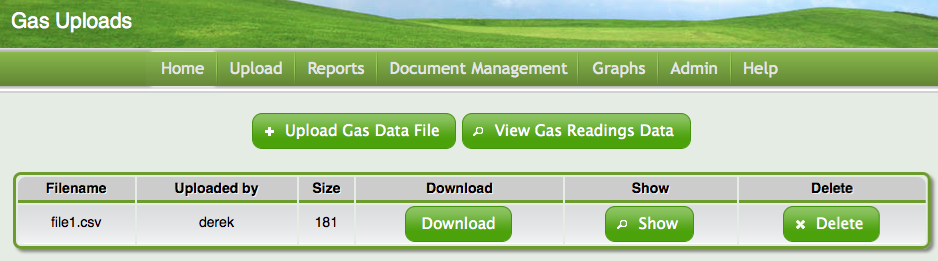 Gas Uploads
Home Upload Reports Document Management Graphs Admin Help
Upload Gas Data File View Gas Readings Data
Filename Uploaded by Size Download Show Delete
file1.csv derek 181 Download Show Delete